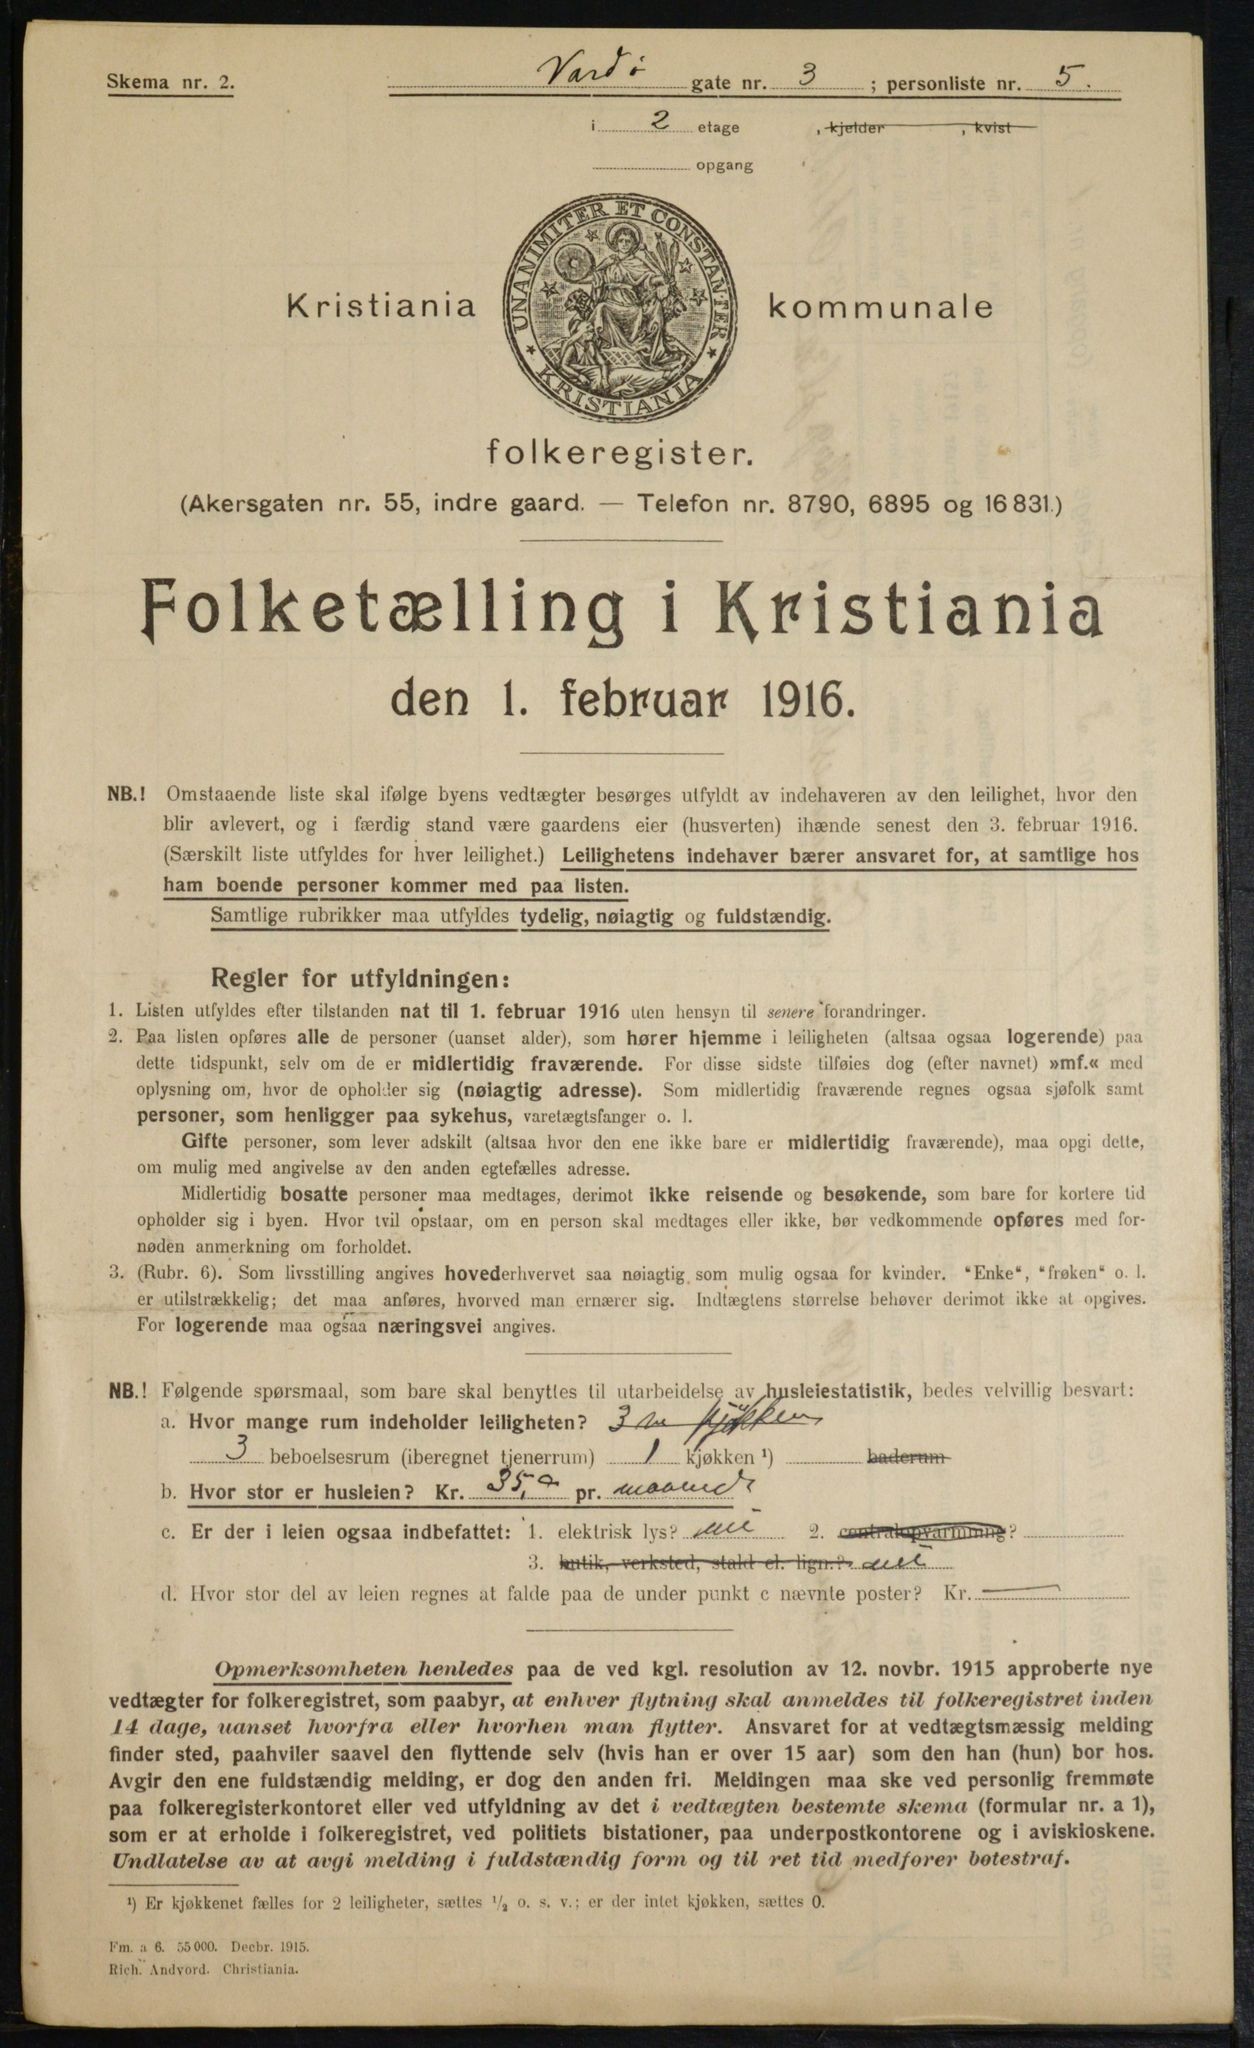 Skema nr. 2.
Vardø gate nr. 3 ; personliste nr. 5.
i 2 etage , kjelder , kvist
opgang
UNANIMITER ET CONSTANTER
KRISTIANIA
Kristiania kommunale
folkeregister.
(Akersgaten nr. 55, indre gaard. — Telefon nr. 8790, 6895 og 16 831.)
Folketælling i Kristiania
den 1. februar 1916.
NB.! Omstaaende liste skal ifølge byens vedtægter besørges utfyldt av indehaveren av den leilighet, hvor den
blir avlevert, og i færdig stand være gaardens eier (husverten) ihænde senest den 3. februar 1916.
(Særskilt liste utfyldes for hver leilighet.) Leilighetens indehaver bærer ansvaret for, at samtlige hos
ham boende personer kommer med paa listen.
Samtlige rubrikker maa utfyldes tydelig, nøiagtig og fuldstændig.
Regler for utfyldningen:
1. Listen utfyldes efter tilstanden nat til 1. februar 1916 uten hensyn til senere forandringer.
2. Paa listen opføres alle de personer (uanset alder), som hører hjemme i leiligheten (altsaa ogsaa logerende) paa
dette tidspunkt, selv om de er midlertidig fraværende. For disse sidste tilføies dog (efter navnet) »mf.« med
oplysning om, hvor de opholder sig (nøiagtig adresse). Som midlertidig fraværende regnes ogsaa sjøfolk samt
personer, som henligger paa sykehus, varetægtsfanger o. l.
Gifte personer, som lever adskilt (altsaa hvor den ene ikke bare er midlertidig fraværende), maa opgi dette,
om mulig med angivelse av den anden egtefælles adresse.
Midlertidig bosatte personer maa medtages, derimot ikke reisende og besøkende, som bare for kortere tid
opholder sig i byen. Hvor tvil opstaar, om en person skal medtages eller ikke, bør vedkommende opføres med for-
nøden anmerkning om forholdet.
3. (Rubr. 6). Som livsstilling angives hovederhvervet saa nøiagtig som mulig ogsaa for kvinder. "Enke", "frøken" o. l.
er utilstrækkelig; det maa anføres, hvorved man ernærer sig. Indtægtens størrelse behøver derimot ikke at opgives.
For logerende maa ogsaa næringsvei angives.
NB.! Følgende spørsmaal, som bare skal benyttes til utarbeidelse av husleiestatistik, bedes velvillig besvart:
a. Hvor mange rum indeholder leiligheten? 3
3 beboelsesrum (iberegnet tjenerrum) 1 kjøkken ¹) baderum
b. Hvor stor er husleien? Kr. 35, pr. maaned
c. Er der i leien ogsaa indbefattet: 1. elektrisk lys? nei 2. centralopvarmning?
3. butik, verksted, stald el. lign.? nei
d. Hvor stor del av leien regnes at falde paa de under punkt c nævnte poster? Kr.
Opmerksomheten henledes paa de ved kgl. resolution av 12. novbr. 1915 approberte nye
vedtægter for folkeregistret, som paabyr, at enhver flytning skal anmeldes til folkeregistret inden
14 dage, uanset hvorfra eller hvorhen man flytter. Ansvaret for at vedtægtsmæssig melding
finder sted, paahviler saavel den flyttende selv (hvis han er over 15 aar) som den han (hun) bor hos.
Avgir den ene fuldstændig melding, er dog den anden fri. Meldingen maa ske ved personlig fremmøte
paa folkeregisterkontoret eller ved utfyldning av det i vedtægten bestemte skema (formular nr. a 1),
som er at erholde i folkeregistret, ved politiets bistationer, paa underpostkontorene og i aviskioskene.
Undlatelse av at avgi melding i fuldstændig form og til ret tid medfører bøtestraf.
¹) Er kjøkkenet fælles for 2 leiligheter, sættes ½ o. s. v.; er der intet kjøkken, sættes 0.
Fm. a 6. 55 000. Decbr. 1915.
Rich. Andvord. Christiania.